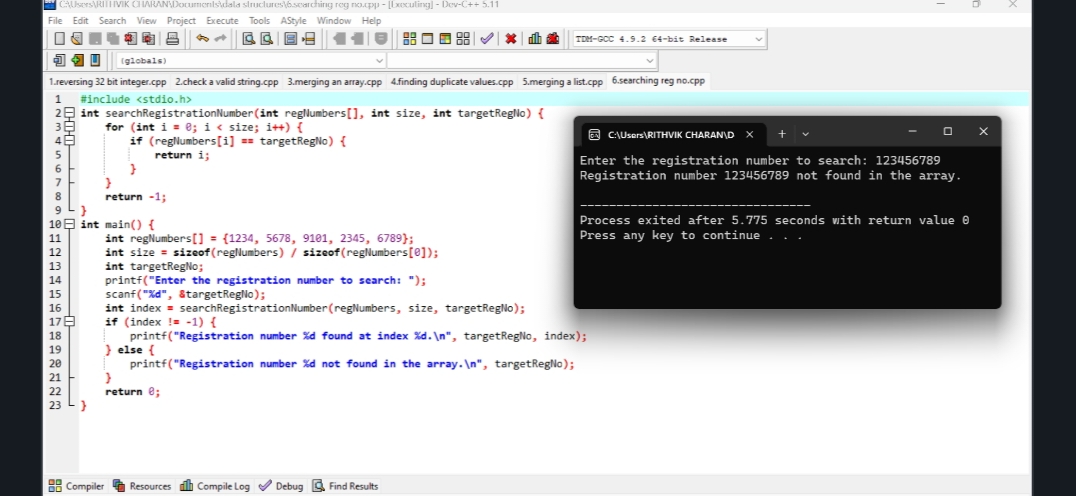 C:\Users\RITHVIK CHARAN\Documents\data structures\6.searching reg no.cpp - [Executing] - Dev-C++ 5.11
File Edit Search View Project Execute Tools AStyle Window Help
TDM-GCC 4.9.2 64-bit Release
(globals)
1.reversing 32 bit integer.cpp 2.check a valid string.cpp 3.merging an array.cpp 4.finding duplicate values.cpp 5.merging a list.cpp 6.searching reg no.cpp
1 #include <stdio.h>
2 int searchRegistrationNumber(int regNumbers[], int size, int targetRegNo) {
3 for (int i = 0; i < size; i++) {
4 if (regNumbers[i] == targetRegNo) {
5 return i;
6 }
7 }
8 return -1;
9 }
10 int main() {
11 int regNumbers[] = {1234, 5678, 9101, 2345, 6789};
12 int size = sizeof(regNumbers) / sizeof(regNumbers[0]);
13 int targetRegNo;
14 printf("Enter the registration number to search: ");
15 scanf("%d", &targetRegNo);
16 int index = searchRegistrationNumber(regNumbers, size, targetRegNo);
17 if (index != -1) {
18 printf("Registration number %d found at index %d.\n", targetRegNo, index);
19 } else {
20 printf("Registration number %d not found in the array.\n", targetRegNo);
21 }
22 return 0;
23 }
C:\Users\RITHVIK CHARAN\D
Enter the registration number to search: 123456789
Registration number 123456789 not found in the array.
--------------------------------
Process exited after 5.775 seconds with return value 0
Press any key to continue . . .
Compiler Resources Compile Log Debug Find Results